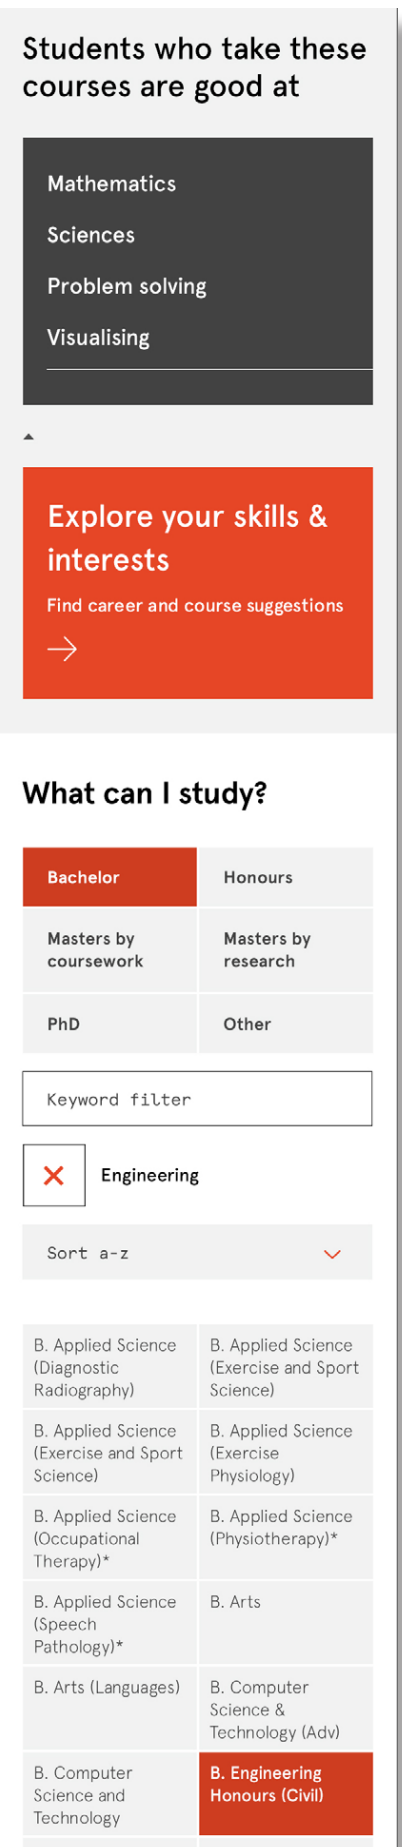 Students who take these
courses are good at
Mathematics
Sciences
Problem solving
Visualising
Explore your skills &
interests
Find career and course suggestions
What can I study?
Bachelor
Honours
Masters by
coursework
Masters by
research
PhD
Other
Keyword filter
Engineering
Sort a-z
B. Applied Science
(Diagnostic
Radiography)
B. Applied Science
(Exercise and Sport
Science)
B. Applied Science
(Exercise and Sport
Science)
B. Applied Science
(Exercise
Physiology)
B. Applied Science
(Occupational
Therapy)*
B. Applied Science
(Physiotherapy)*
B. Applied Science
(Speech
Pathology)*
B. Arts
B. Arts (Languages)
B. Computer
Science &
Technology (Adv)
B. Computer
Science and
Technology
B. Engineering
Honours (Civil)